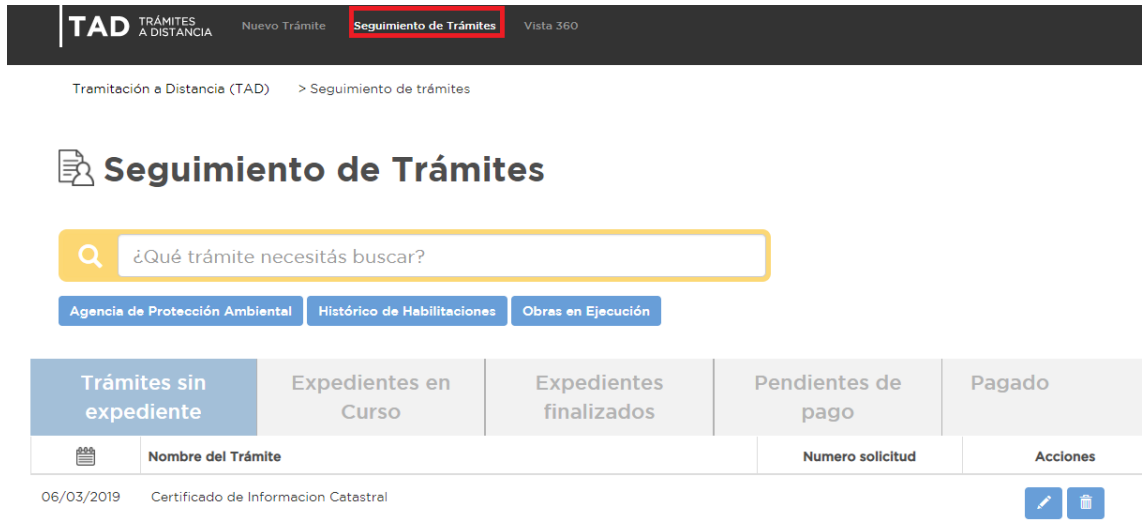 TAD TRÁMITES
A DISTANCIA
Nuevo Trámite Seguimiento de Trámites Vista 360
Tramitación a Distancia (TAD) > Seguimiento de trámites
Seguimiento de Trámites
¿Qué trámite necesitás buscar?
Agencia de Protección Ambiental Histórico de Habilitaciones Obras en Ejecución
Trámites sin
expediente
Expedientes en
Curso
Expedientes
finalizados
Pendientes de
pago
Pagado
Nombre del Trámite Numero solicitud Acciones
06/03/2019 Certificado de Informacion Catastral